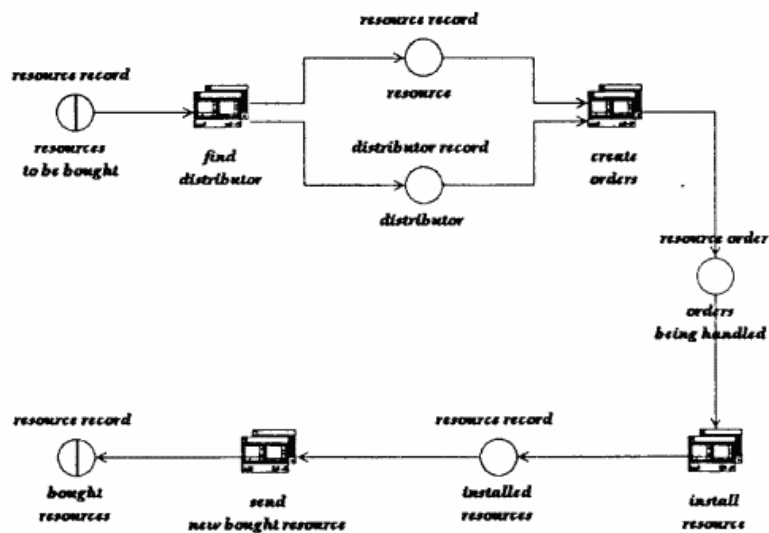 resource record
resource record
resource
resources
to be bought
find
distributor
distributor record
distributor
create
orders
resource order
orders
being handled
resource record
resource record
bought
resources
send
new bought resource
installed
resources
install
resource